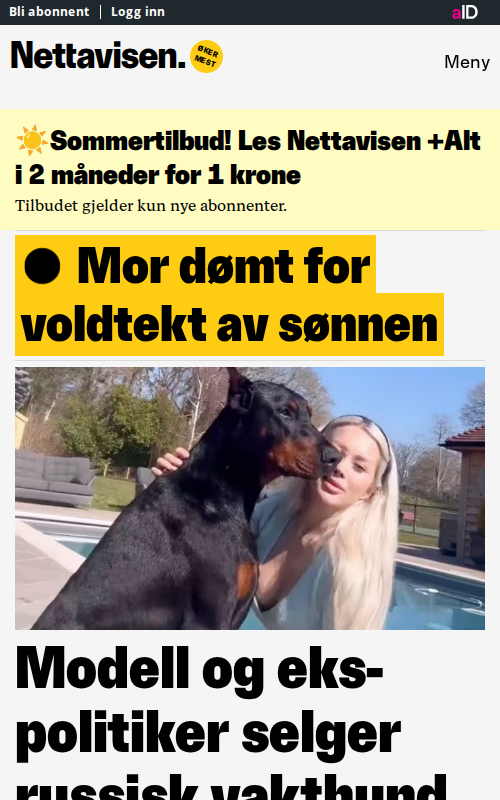 Bli abonnent
Logg inn
aID
Nettavisen.
ØKER
MEST
Meny
☀️Sommertilbud! Les Nettavisen +Alt
i 2 måneder for 1 krone
Tilbudet gjelder kun nye abonnenter.
● Mor dømt for
voldtekt av sønnen
Modell og eks-
politiker selger
russisk vakthund